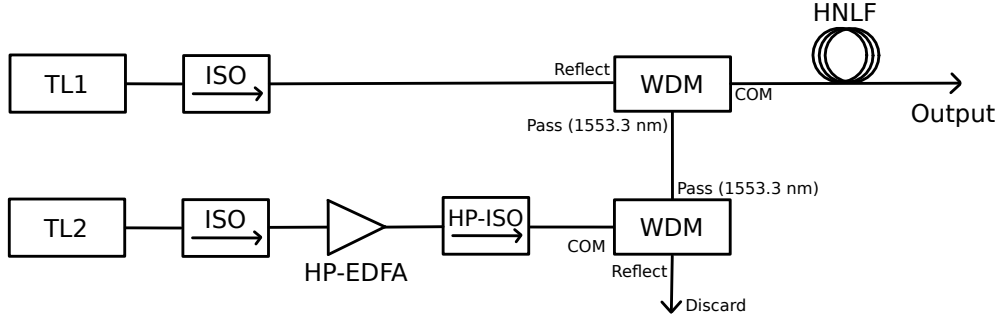 HNLF
TL1
ISO
Reflect
WDM
COM
Output
Pass (1553.3 nm)
Pass (1553.3 nm)
TL2
ISO
HP-EDFA
HP-ISO
COM
WDM
Reflect
Discard